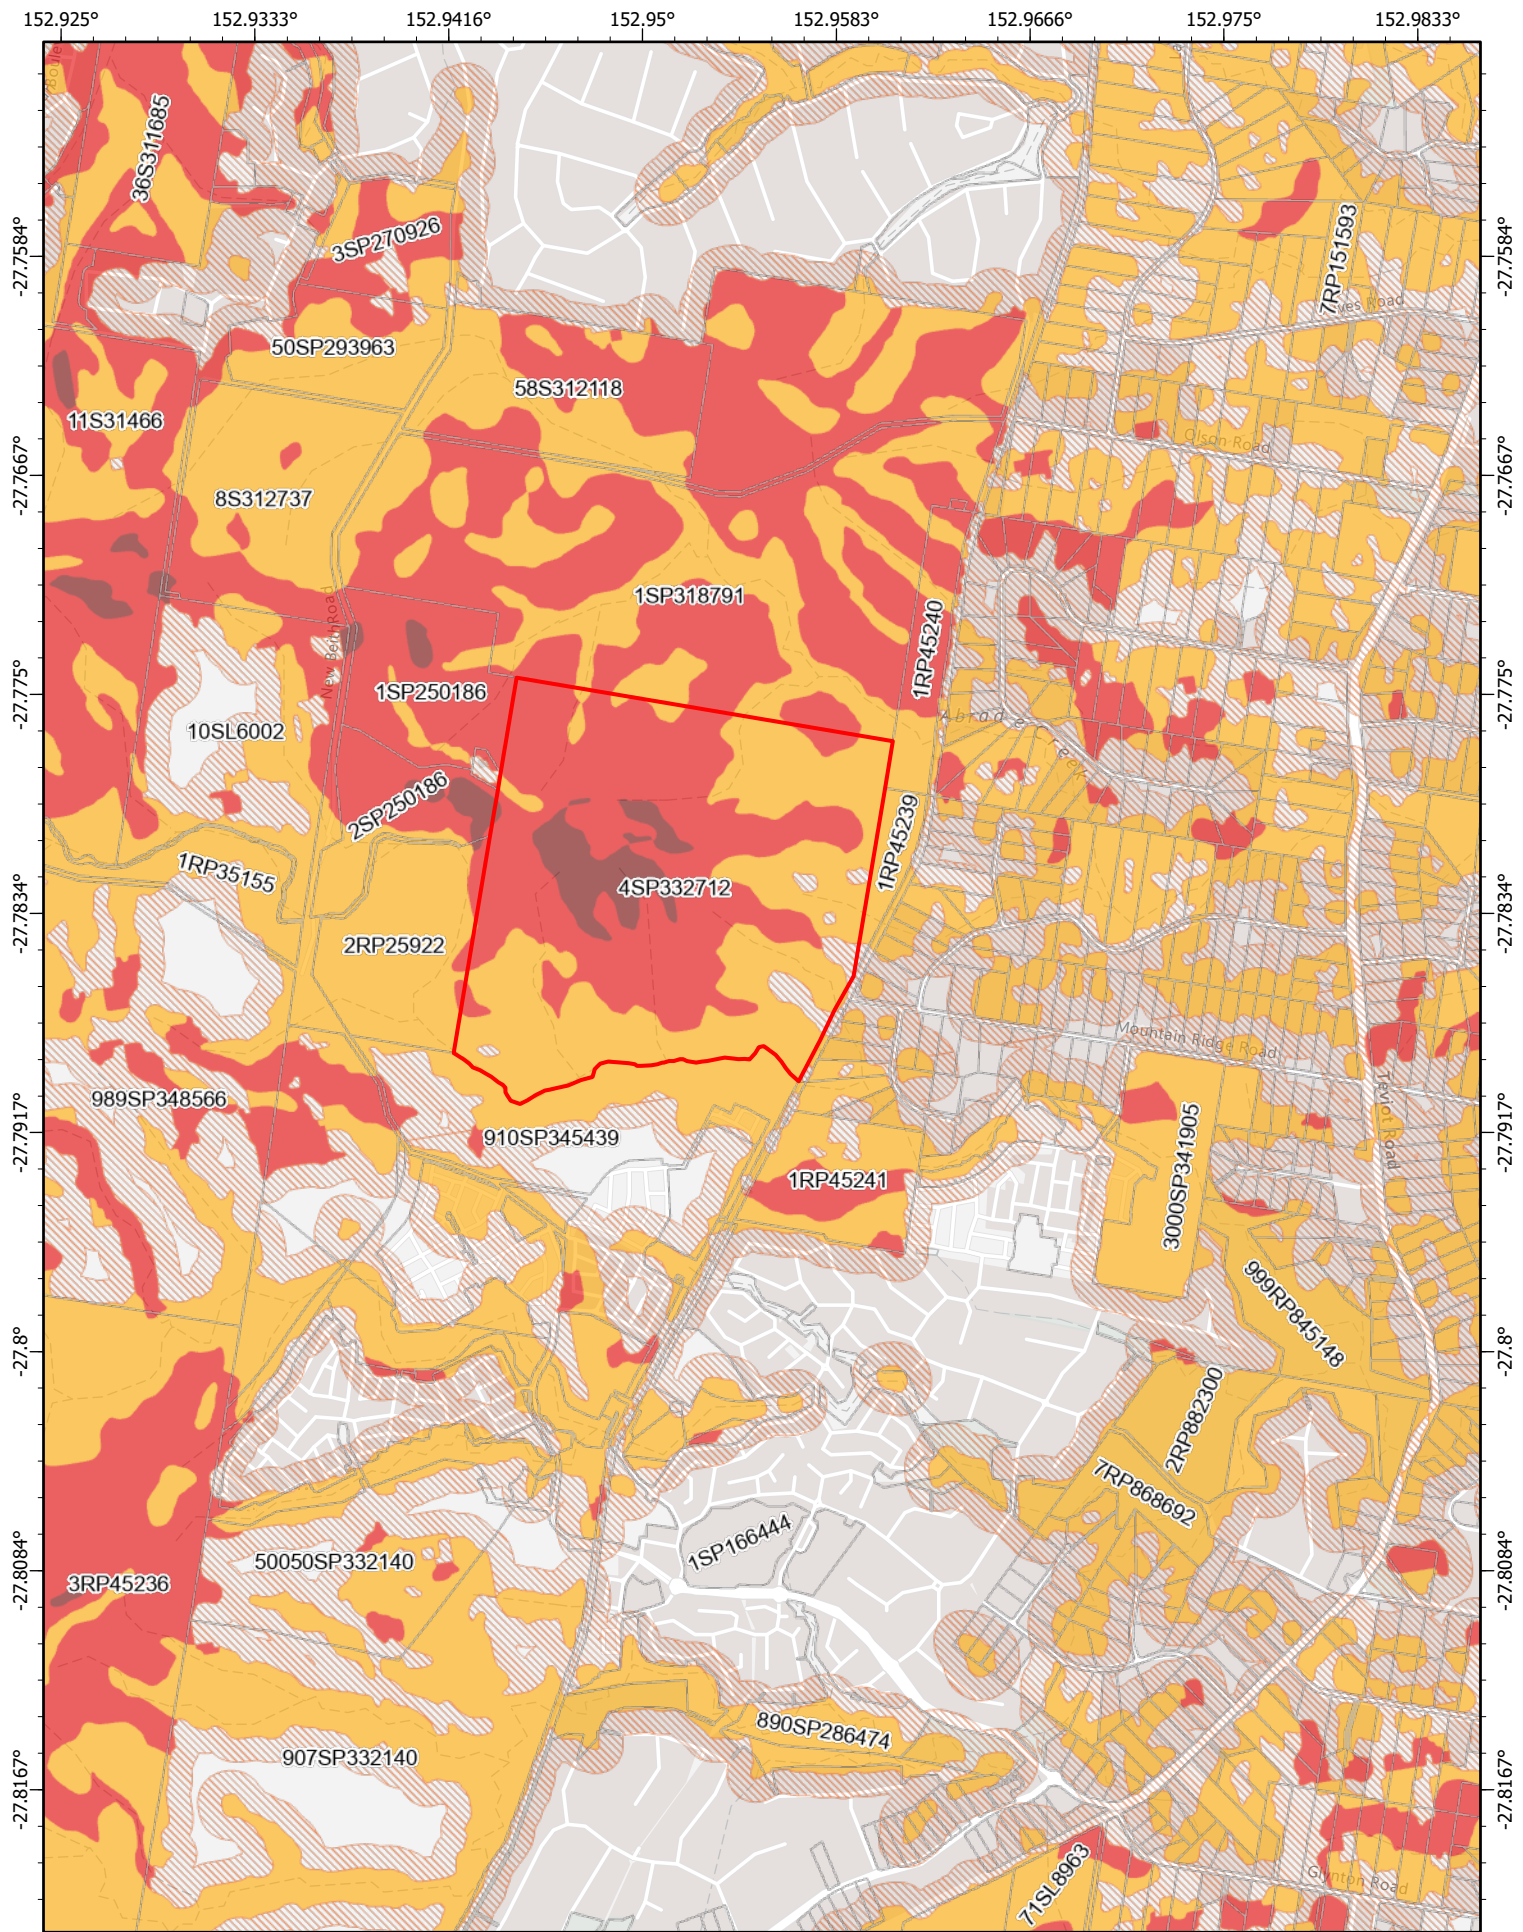 152.925° 152.9333° 152.9416° 152.95° 152.9583° 152.9666° 152.975° 152.9833°
36S311685
3SP270926
7RP151593
-27.7584° -27.7584°
50SP293963
58S312118
11S31466
Olson Road
-27.7667° -27.7667°
8S312737
1SP318791
1RP45240
New Beith Road
-27.775° -27.775°
1SP250186
10SL6002
Abrade Creek
2SP250186
1RP45239
1RP35155
4SP332712
-27.7834° -27.7834°
2RP25922
Mountain Ridge Road
989SP348566
Teviot Road
-27.7917° -27.7917°
910SP345439
1RP45241
3000SP341905
999RP845148
-27.8° -27.8°
2RP882300
7RP868692
1SP166444
50050SP332140
-27.8084° -27.8084°
3RP45236
890SP286474
907SP332140
-27.8167° -27.8167°
71SL8963
Glynton Road